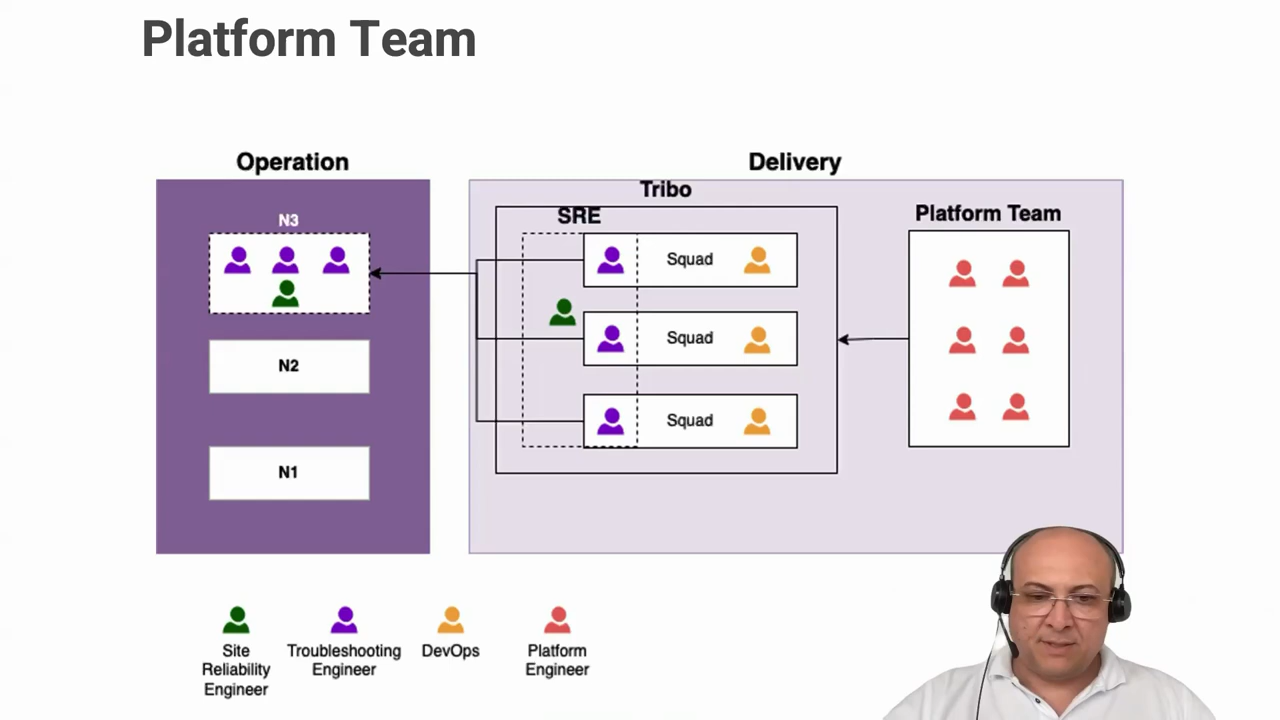 Platform Team
Operation
Delivery
Tribo
N3
SRE
Platform Team
Squad
Squad
N2
Squad
N1
Site
Reliability
Engineer
Troubleshooting
Engineer
DevOps
Platform
Engineer